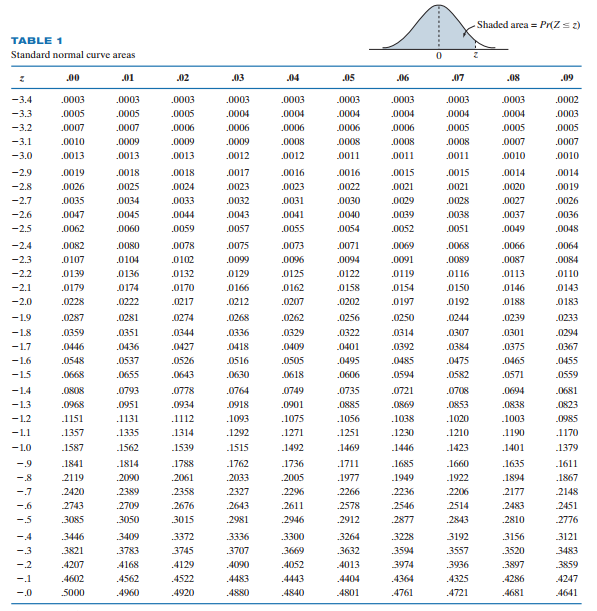 Shaded area = Pr(Z ≤ z)
0 z
TABLE 1
Standard normal curve areas
z .00 .01 .02 .03 .04 .05 .06 .07 .08 .09
−3.4 .0003 .0003 .0003 .0003 .0003 .0003 .0003 .0003 .0003 .0002
−3.3 .0005 .0005 .0005 .0004 .0004 .0004 .0004 .0004 .0004 .0003
−3.2 .0007 .0007 .0006 .0006 .0006 .0006 .0006 .0005 .0005 .0005
−3.1 .0010 .0009 .0009 .0009 .0008 .0008 .0008 .0008 .0007 .0007
−3.0 .0013 .0013 .0013 .0012 .0012 .0011 .0011 .0011 .0010 .0010
−2.9 .0019 .0018 .0018 .0017 .0016 .0016 .0015 .0015 .0014 .0014
−2.8 .0026 .0025 .0024 .0023 .0023 .0022 .0021 .0021 .0020 .0019
−2.7 .0035 .0034 .0033 .0032 .0031 .0030 .0029 .0028 .0027 .0026
−2.6 .0047 .0045 .0044 .0043 .0041 .0040 .0039 .0038 .0037 .0036
−2.5 .0062 .0060 .0059 .0057 .0055 .0054 .0052 .0051 .0049 .0048
−2.4 .0082 .0080 .0078 .0075 .0073 .0071 .0069 .0068 .0066 .0064
−2.3 .0107 .0104 .0102 .0099 .0096 .0094 .0091 .0089 .0087 .0084
−2.2 .0139 .0136 .0132 .0129 .0125 .0122 .0119 .0116 .0113 .0110
−2.1 .0179 .0174 .0170 .0166 .0162 .0158 .0154 .0150 .0146 .0143
−2.0 .0228 .0222 .0217 .0212 .0207 .0202 .0197 .0192 .0188 .0183
−1.9 .0287 .0281 .0274 .0268 .0262 .0256 .0250 .0244 .0239 .0233
−1.8 .0359 .0351 .0344 .0336 .0329 .0322 .0314 .0307 .0301 .0294
−1.7 .0446 .0436 .0427 .0418 .0409 .0401 .0392 .0384 .0375 .0367
−1.6 .0548 .0537 .0526 .0516 .0505 .0495 .0485 .0475 .0465 .0455
−1.5 .0668 .0655 .0643 .0630 .0618 .0606 .0594 .0582 .0571 .0559
−1.4 .0808 .0793 .0778 .0764 .0749 .0735 .0721 .0708 .0694 .0681
−1.3 .0968 .0951 .0934 .0918 .0901 .0885 .0869 .0853 .0838 .0823
−1.2 .1151 .1131 .1112 .1093 .1075 .1056 .1038 .1020 .1003 .0985
−1.1 .1357 .1335 .1314 .1292 .1271 .1251 .1230 .1210 .1190 .1170
−1.0 .1587 .1562 .1539 .1515 .1492 .1469 .1446 .1423 .1401 .1379
−.9 .1841 .1814 .1788 .1762 .1736 .1711 .1685 .1660 .1635 .1611
−.8 .2119 .2090 .2061 .2033 .2005 .1977 .1949 .1922 .1894 .1867
−.7 .2420 .2389 .2358 .2327 .2296 .2266 .2236 .2206 .2177 .2148
−.6 .2743 .2709 .2676 .2643 .2611 .2578 .2546 .2514 .2483 .2451
−.5 .3085 .3050 .3015 .2981 .2946 .2912 .2877 .2843 .2810 .2776
−.4 .3446 .3409 .3372 .3336 .3300 .3264 .3228 .3192 .3156 .3121
−.3 .3821 .3783 .3745 .3707 .3669 .3632 .3594 .3557 .3520 .3483
−.2 .4207 .4168 .4129 .4090 .4052 .4013 .3974 .3936 .3897 .3859
−.1 .4602 .4562 .4522 .4483 .4443 .4404 .4364 .4325 .4286 .4247
−.0 .5000 .4960 .4920 .4880 .4840 .4801 .4761 .4721 .4681 .4641